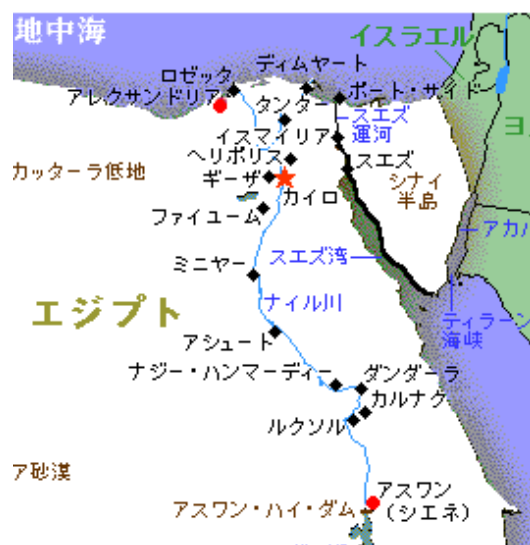 地中海
イスラエル
ロゼッタ
ディムヤート
アレクサンドリア
タンター
ポート・サイド
スエズ
運河
イスマイリア
ヨ
ヘリポリス
スエズ
カッターラ低地
ギーザ
シナイ
半島
カイロ
ファイユーム
アカバ
スエズ湾
ミニヤー
ナイル川
エジプト
ティラーン
海峡
アシュート
ナジー・ハンマーディー
ダンダーラ
カルナク
ルクソル
ア砂漠
アスワン
(シエネ)
アスワン・ハイ・ダム